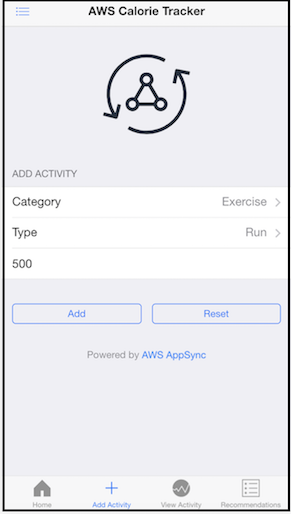 AWS Calorie Tracker
ADD ACTIVITY
Category Exercise
Type Run
500
Add Reset
Powered by AWS AppSync
Home Add Activity View Activity Recommendations